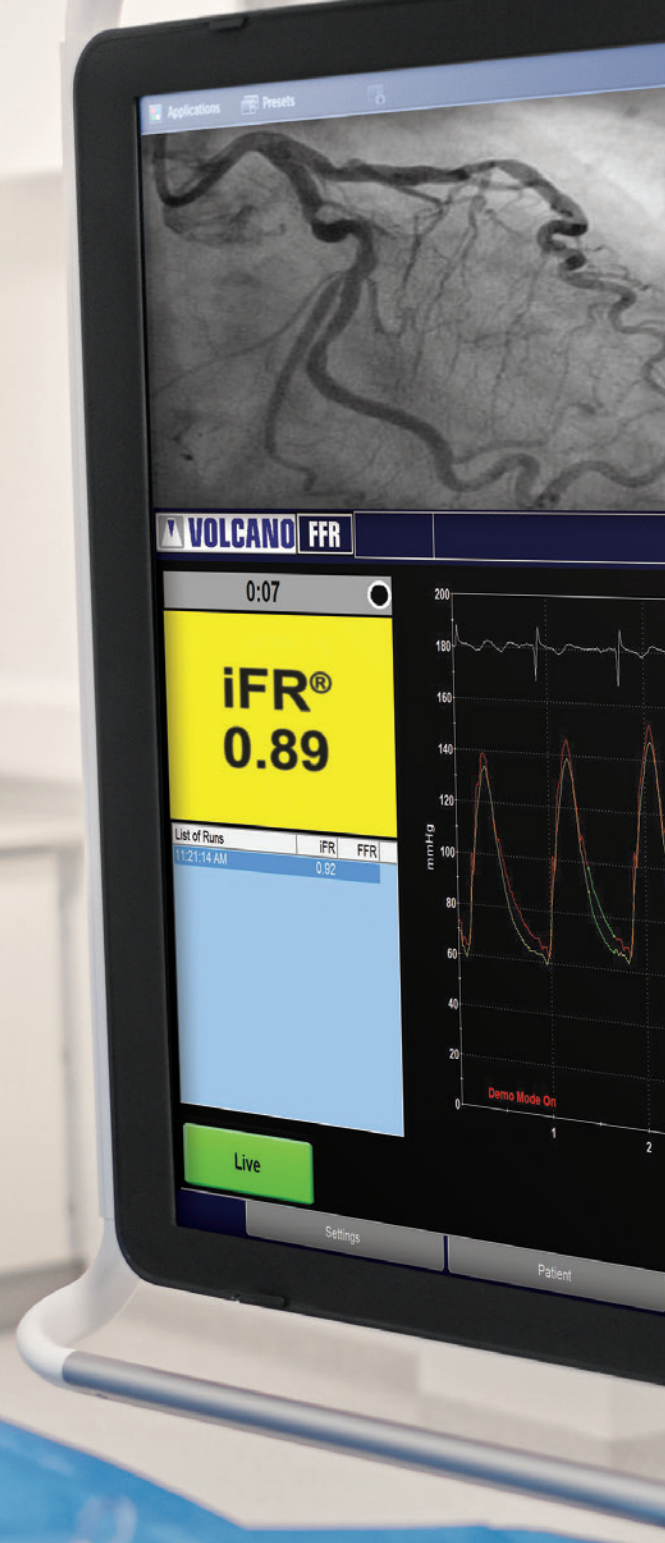 Applications Presets
VOLCANO FFR
0:07
iFR®
0.89
List of Runs iFR FFR
11:21:14 AM 0.92
200
180
160
140
120
100
80
60
40
20
0
mmHg
Demo Mode On
1 2
Live
Settings Patient